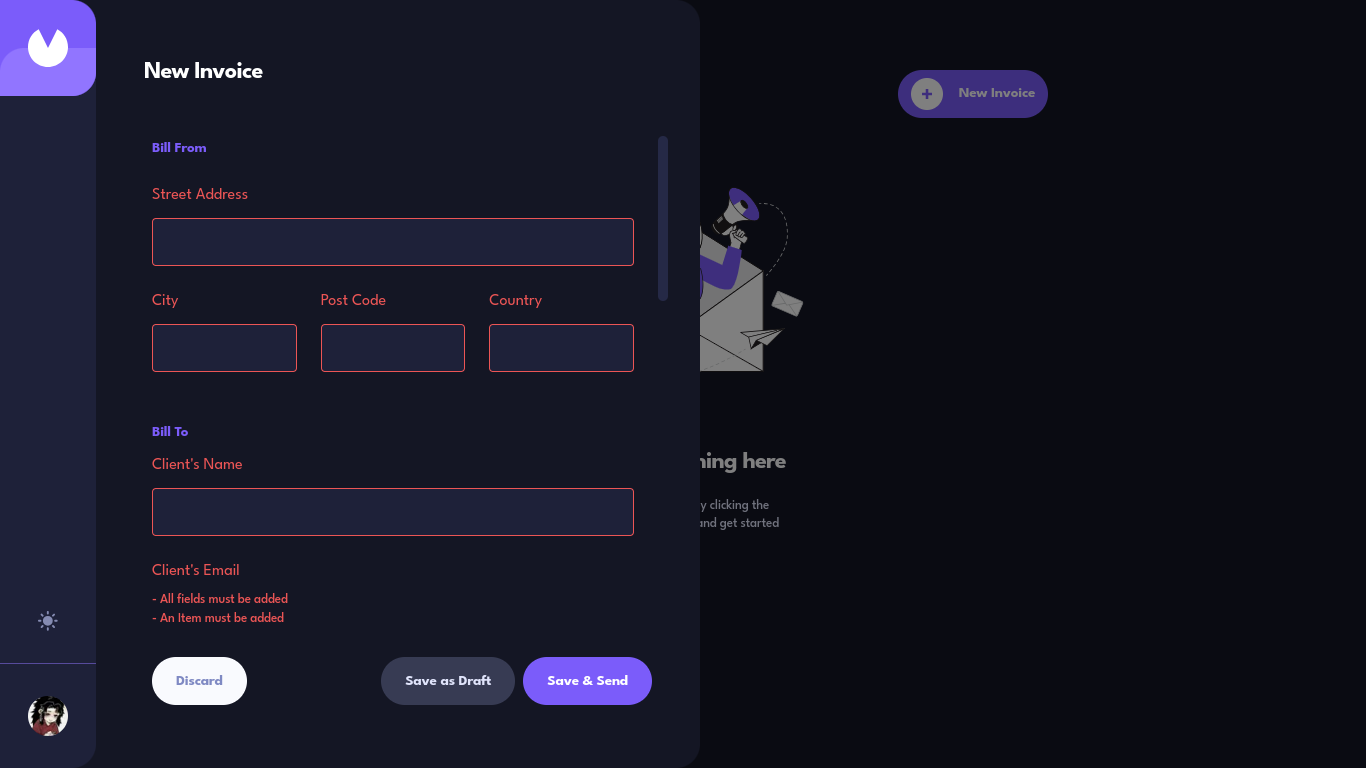 New Invoice
New Invoice
Bill From
Street Address
City Post Code Country
Bill To
Client's Name
here
clicking the
and get started
Client's Email
- All fields must be added
- An Item must be added
Discard Save as Draft Save & Send